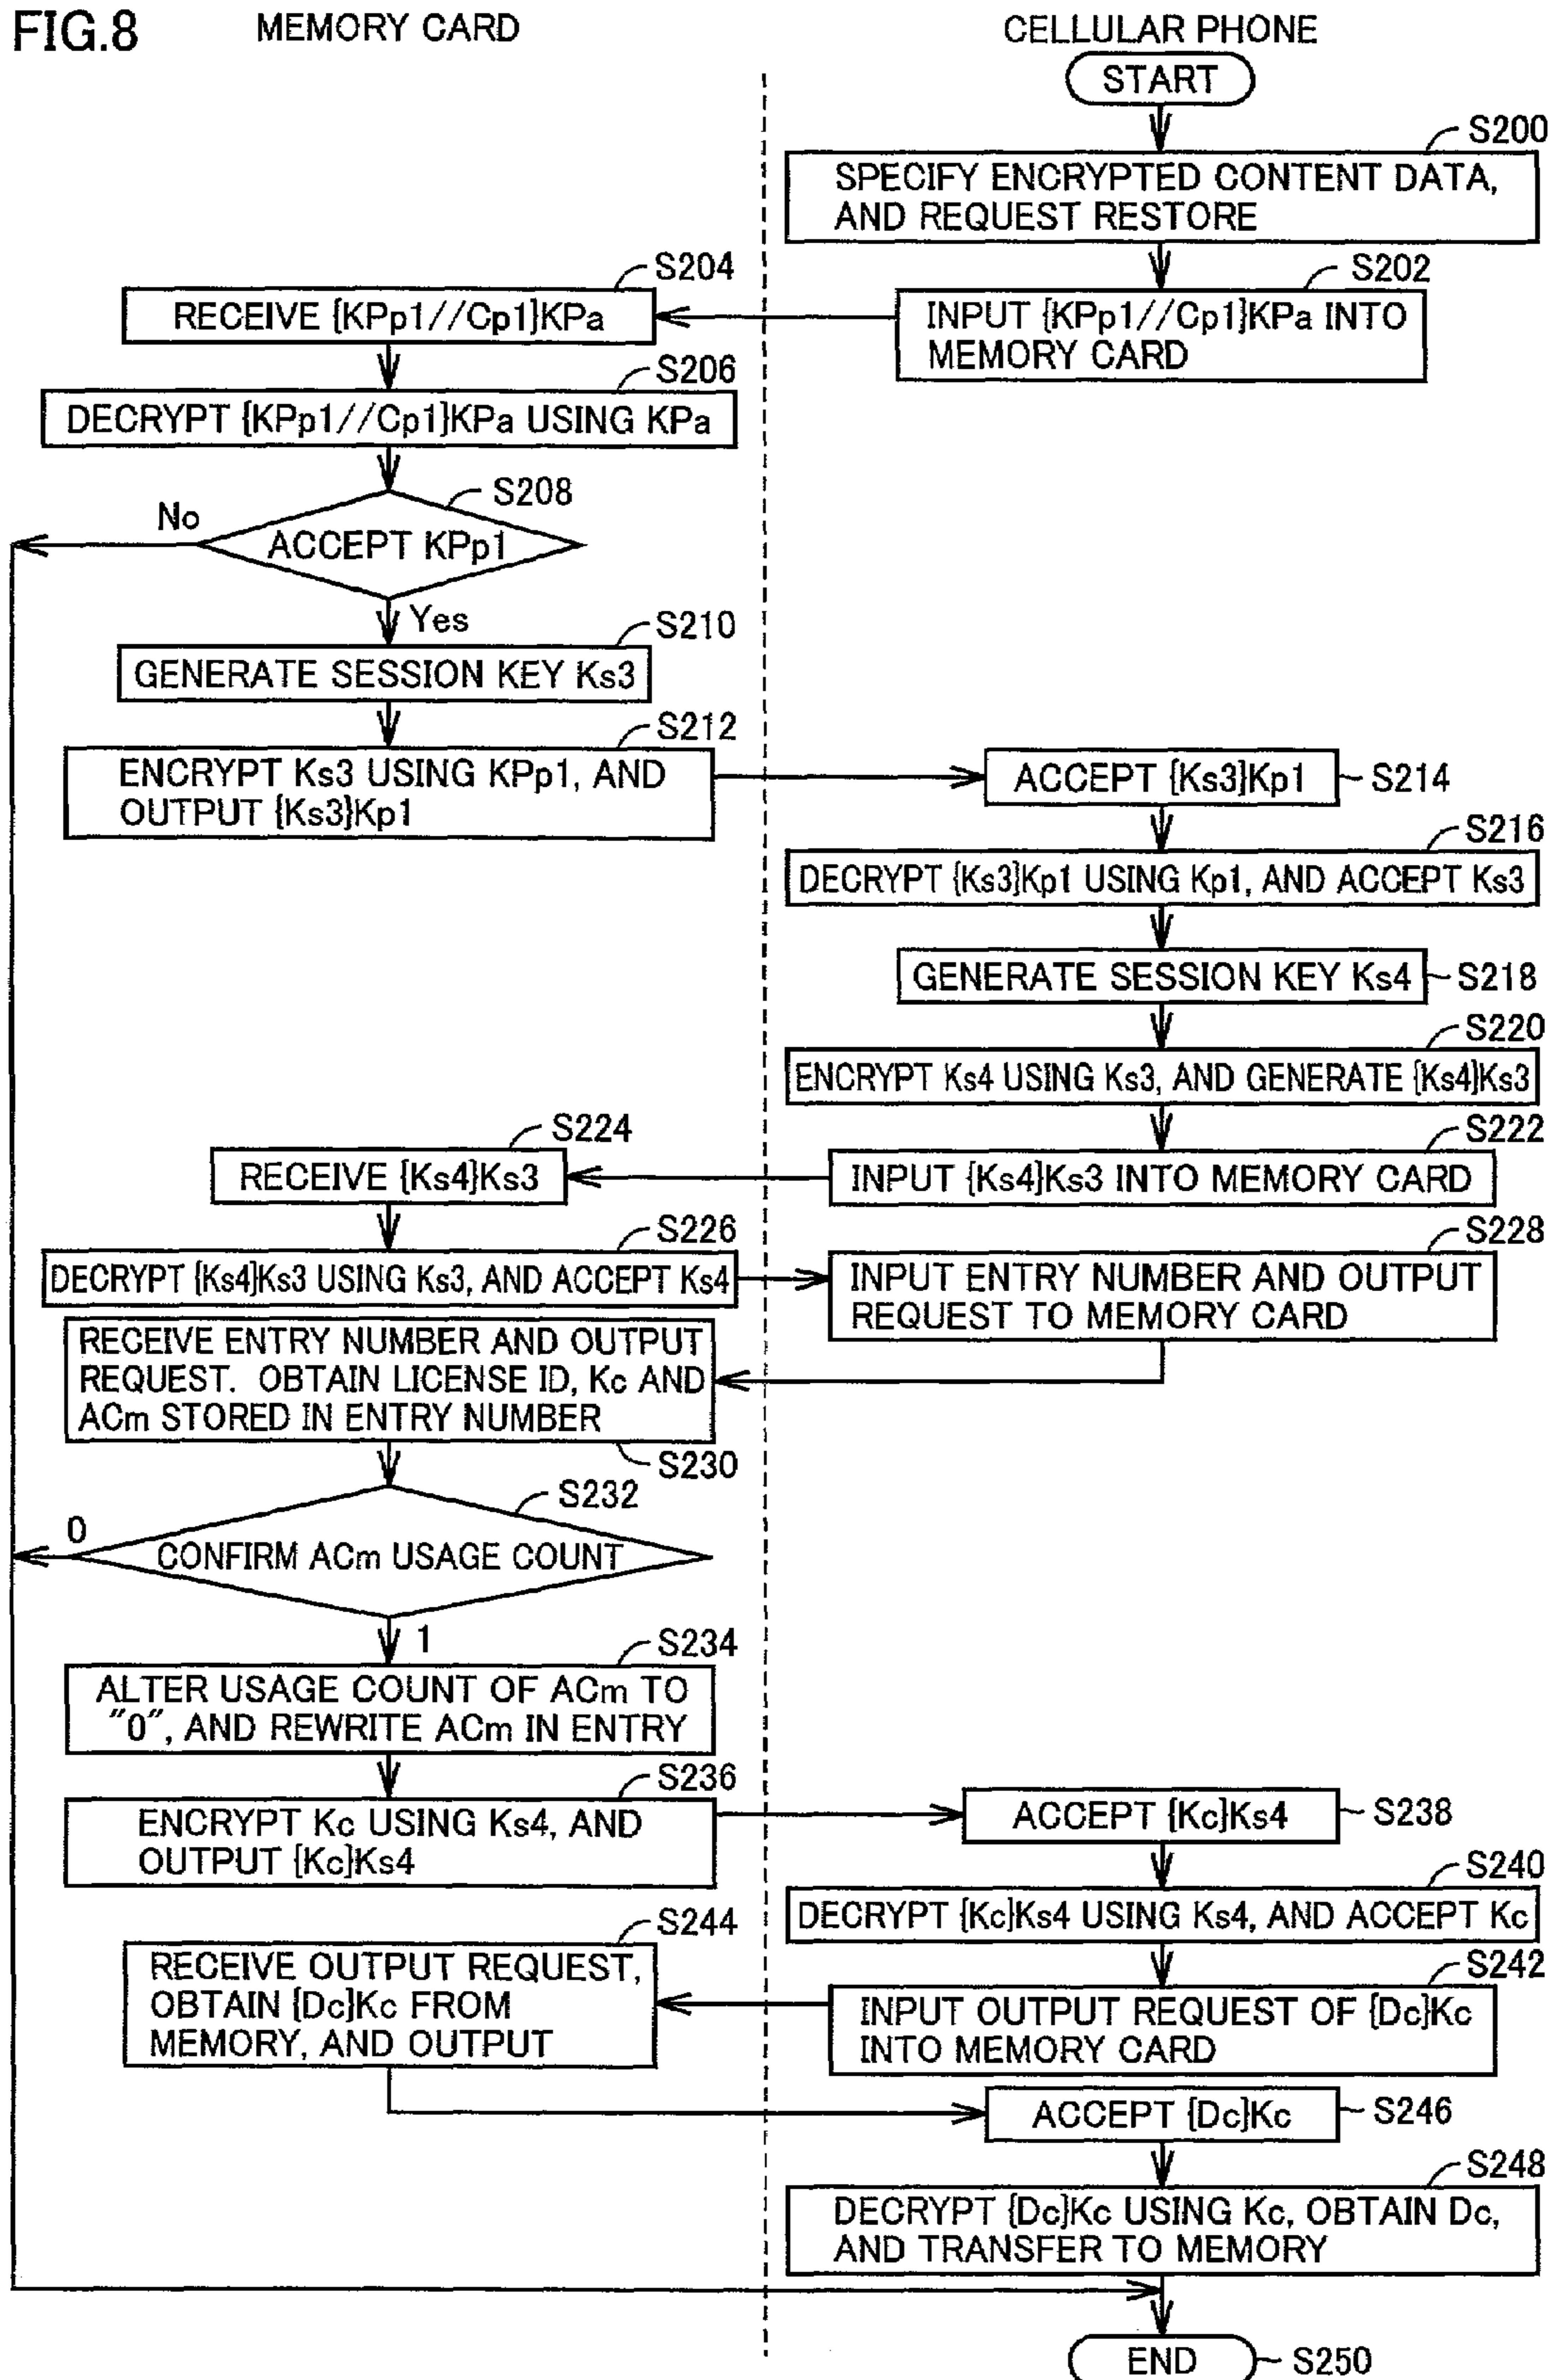 FIG.8
MEMORY CARD
CELLULAR PHONE
START
S200
SPECIFY ENCRYPTED CONTENT DATA,
AND REQUEST RESTORE
S202
INPUT {KPp1//Cp1}KPa INTO
MEMORY CARD
S204
RECEIVE {KPp1//Cp1}KPa
S206
DECRYPT {KPp1//Cp1}KPa USING KPa
S208
ACCEPT KPp1
No
Yes
S210
GENERATE SESSION KEY Ks3
S212
ENCRYPT Ks3 USING KPp1, AND
OUTPUT {Ks3}Kp1
ACCEPT {Ks3}Kp1
S214
S216
DECRYPT {Ks3}Kp1 USING Kp1, AND ACCEPT Ks3
GENERATE SESSION KEY Ks4
S218
S220
ENCRYPT Ks4 USING Ks3, AND GENERATE {Ks4}Ks3
S222
INPUT {Ks4}Ks3 INTO MEMORY CARD
S224
RECEIVE {Ks4}Ks3
S226
DECRYPT {Ks4}Ks3 USING Ks3, AND ACCEPT Ks4
S228
INPUT ENTRY NUMBER AND OUTPUT
REQUEST TO MEMORY CARD
RECEIVE ENTRY NUMBER AND OUTPUT
REQUEST. OBTAIN LICENSE ID, Kc AND
ACm STORED IN ENTRY NUMBER
S230
S232
0
CONFIRM ACm USAGE COUNT
1
S234
ALTER USAGE COUNT OF ACm TO
"0", AND REWRITE ACm IN ENTRY
S236
ENCRYPT Kc USING Ks4, AND
OUTPUT {Kc}Ks4
ACCEPT {Kc}Ks4
S238
S240
DECRYPT {Kc}Ks4 USING Ks4, AND ACCEPT Kc
S242
INPUT OUTPUT REQUEST OF {Dc}Kc
INTO MEMORY CARD
S244
RECEIVE OUTPUT REQUEST,
OBTAIN {Dc}Kc FROM
MEMORY, AND OUTPUT
ACCEPT {Dc}Kc
S246
S248
DECRYPT {Dc}Kc USING Kc, OBTAIN Dc,
AND TRANSFER TO MEMORY
END
S250